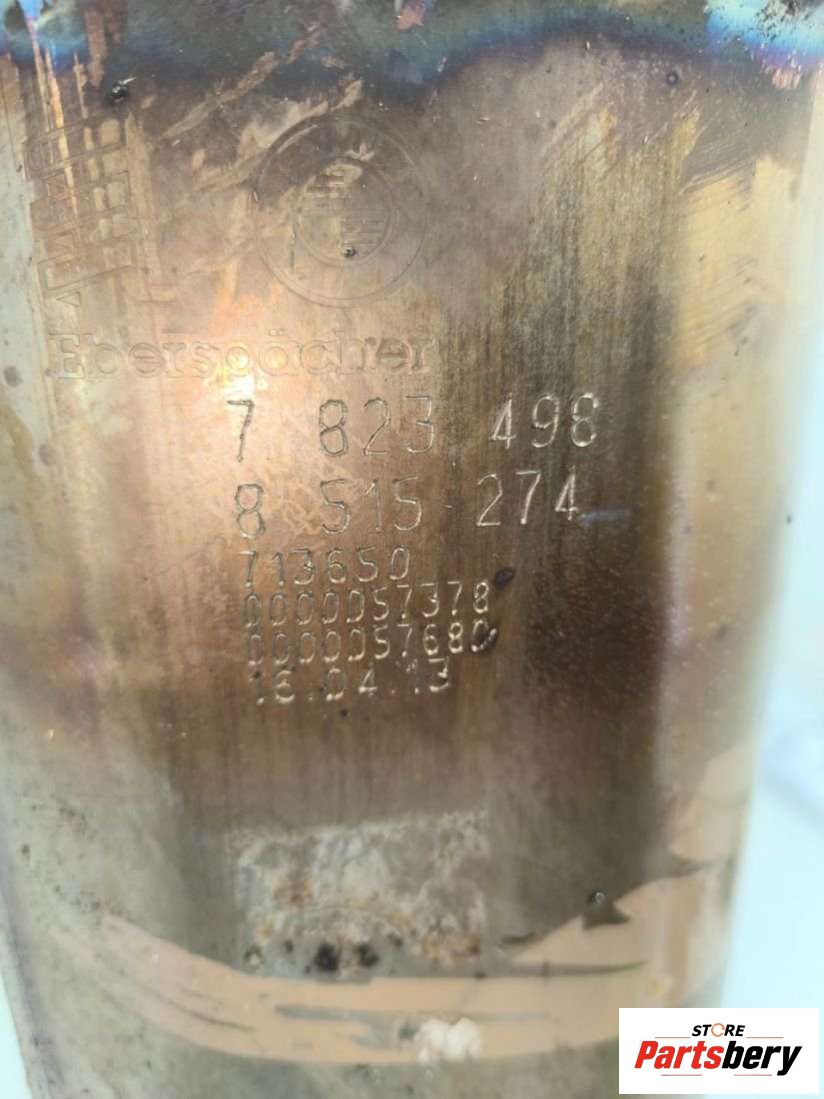 Eberspächer
7 823 498
8 515 274
713650
0000057378
0000057680
16.04.13
STORE
Partsbery